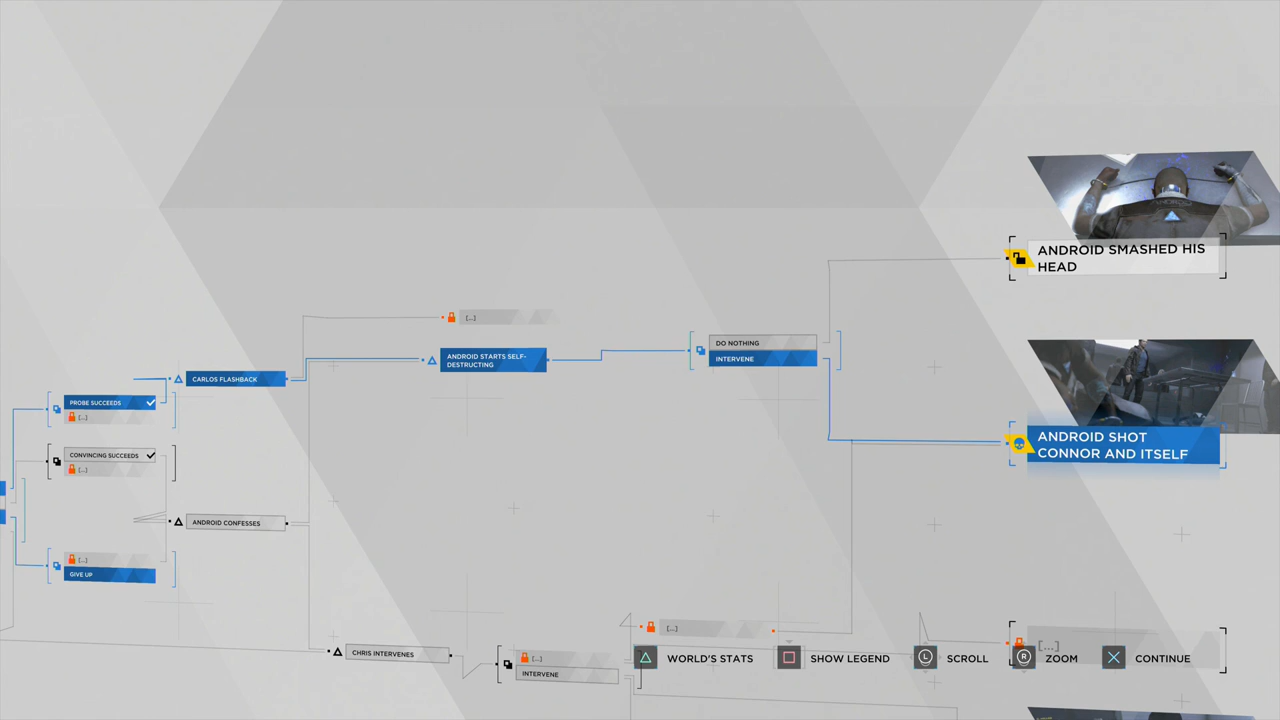 ANDROID SMASHED HIS
HEAD
[...]
DO NOTHING
ANDROID STARTS SELF-
DESTRUCTING
INTERVENE
CARLOS FLASHBACK
PROBE SUCCEEDS
[...]
ANDROID SHOT
CONNOR AND ITSELF
CONVINCING SUCCEEDS
[...]
ANDROID CONFESSES
[...]
GIVE UP
[...]
CHRIS INTERVENES
[...]
INTERVENE
[...]
WORLD'S STATS
SHOW LEGEND
L
SCROLL
R
ZOOM
CONTINUE